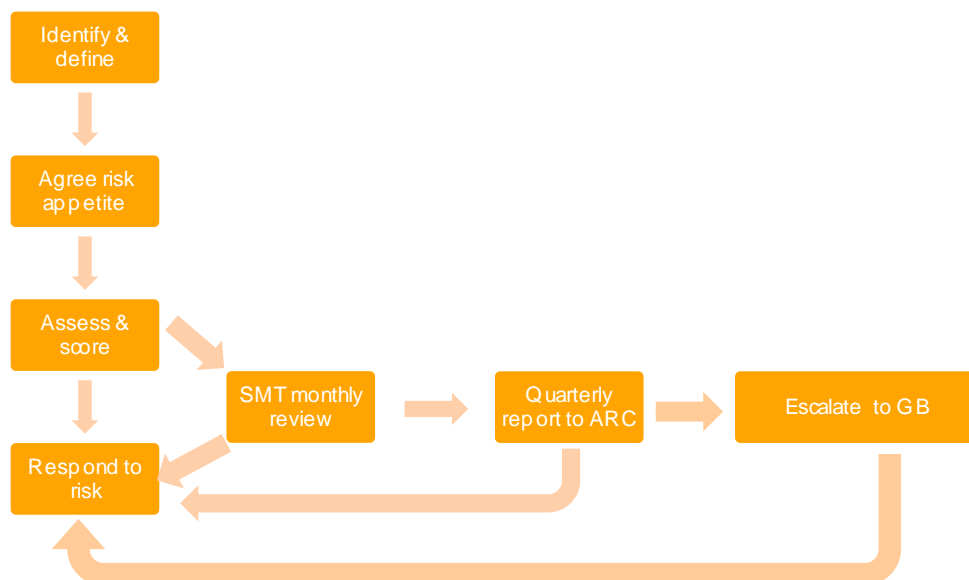 Identify &
define
Agree risk
appetite
Assess &
score
SMT monthly
review
Quarterly
report to ARC
Escalate to GB
Respond to
risk